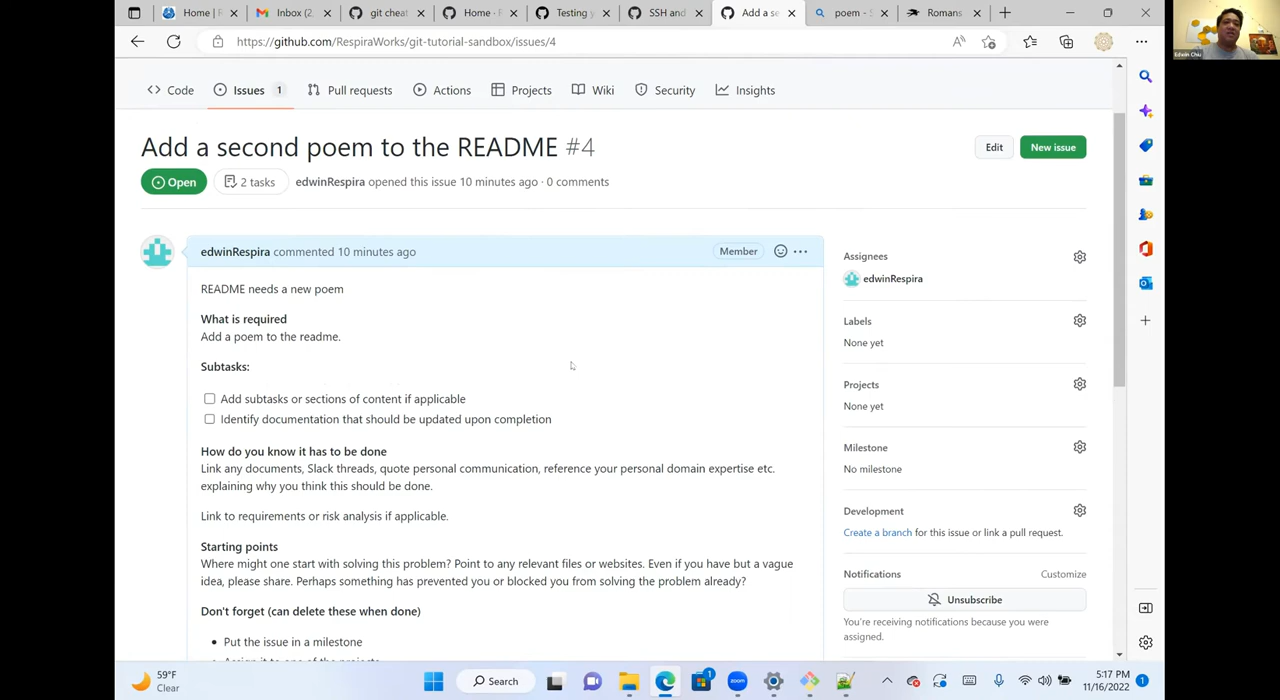 Home | R
Inbox (2,
git chea
Home · F
Testing y
SSH and
Add a se
poem - S
Romans
https://github.com/RespiraWorks/git-tutorial-sandbox/issues/4
Edwin Chiu
Code
Issues 1
Pull requests
Actions
Projects
Wiki
Security
Insights
Add a second poem to the README #4
Edit
New issue
Open
2 tasks
edwinRespira opened this issue 10 minutes ago · 0 comments
edwinRespira commented 10 minutes ago
Member
README needs a new poem
What is required
Add a poem to the readme.
Subtasks:
Add subtasks or sections of content if applicable
Identify documentation that should be updated upon completion
How do you know it has to be done
Link any documents, Slack threads, quote personal communication, reference your personal domain expertise etc.
explaining why you think this should be done.
Link to requirements or risk analysis if applicable.
Starting points
Where might one start with solving this problem? Point to any relevant files or websites. Even if you have but a vague
idea, please share. Perhaps something has prevented you or blocked you from solving the problem already?
Don't forget (can delete these when done)
Put the issue in a milestone
Assignees
edwinRespira
Labels
None yet
Projects
None yet
Milestone
No milestone
Development
Create a branch for this issue or link a pull request.
Notifications
Customize
Unsubscribe
You're receiving notifications because you were
assigned.
59°F
Clear
Search
1
zoom
5:17 PM
11/16/2022
1